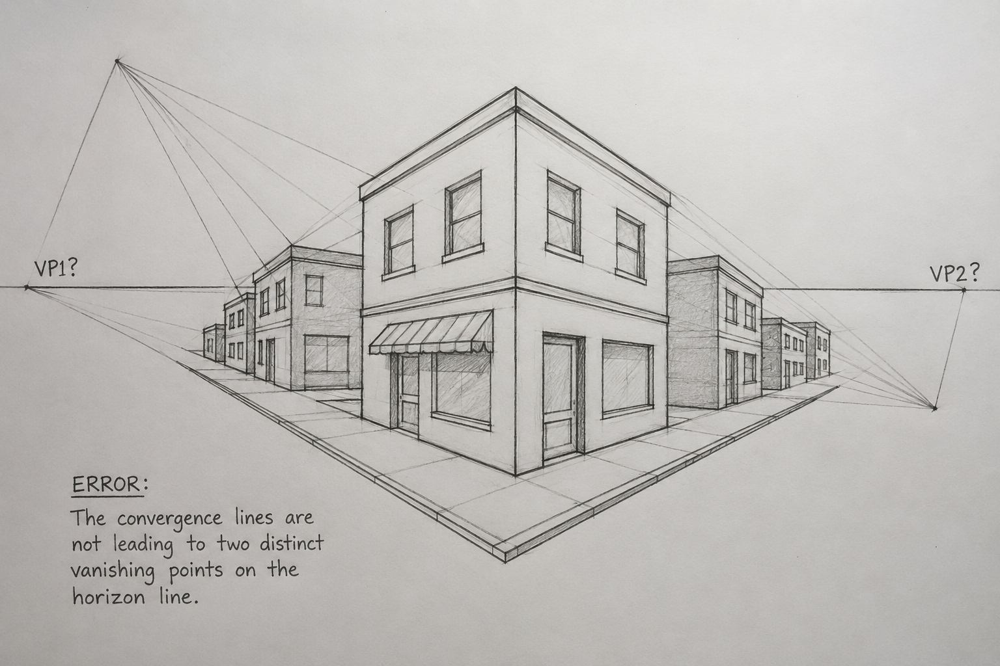 VP1?
VP2?
ERROR:
The convergence lines are
not leading to two distinct
vanishing points on the
horizon line.